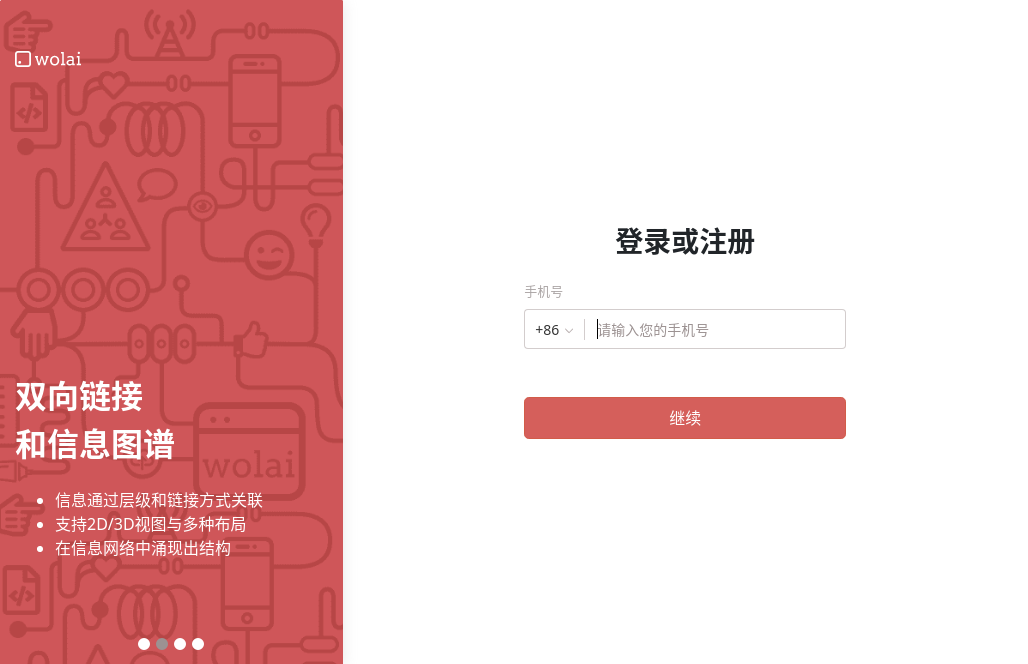 wolai
双向链接
和信息图谱
信息通过层级和链接方式关联
支持2D/3D视图与多种布局
在信息网络中涌现出结构
wolai
登录或注册
手机号
+86
请输入您的手机号
继续